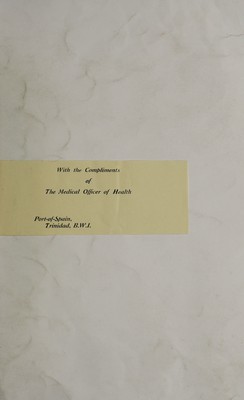 With the Compliments
of
The Medical Officer of Health
Port-of-Spain,
Trinidad, B.W.I.